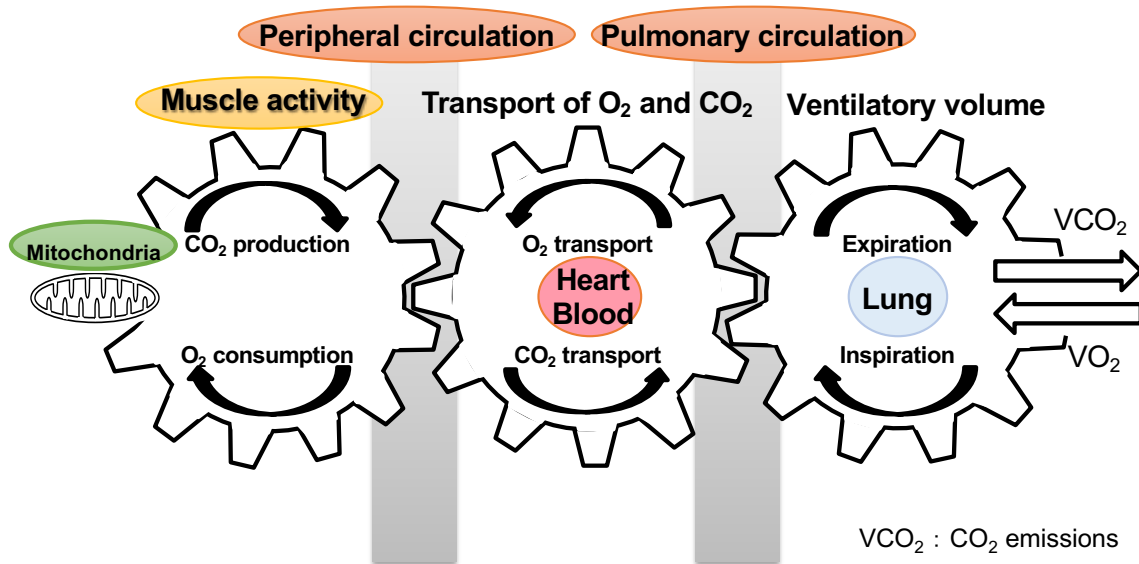 Peripheral circulation
Pulmonary circulation
Muscle activity
Transport of O₂ and CO₂
Ventilatory volume
Mitochondria
CO₂ production
O₂ consumption
O₂ transport
Heart
Blood
CO₂ transport
Expiration
Lung
Inspiration
VCO₂
VO₂
VCO₂：CO₂ emissions